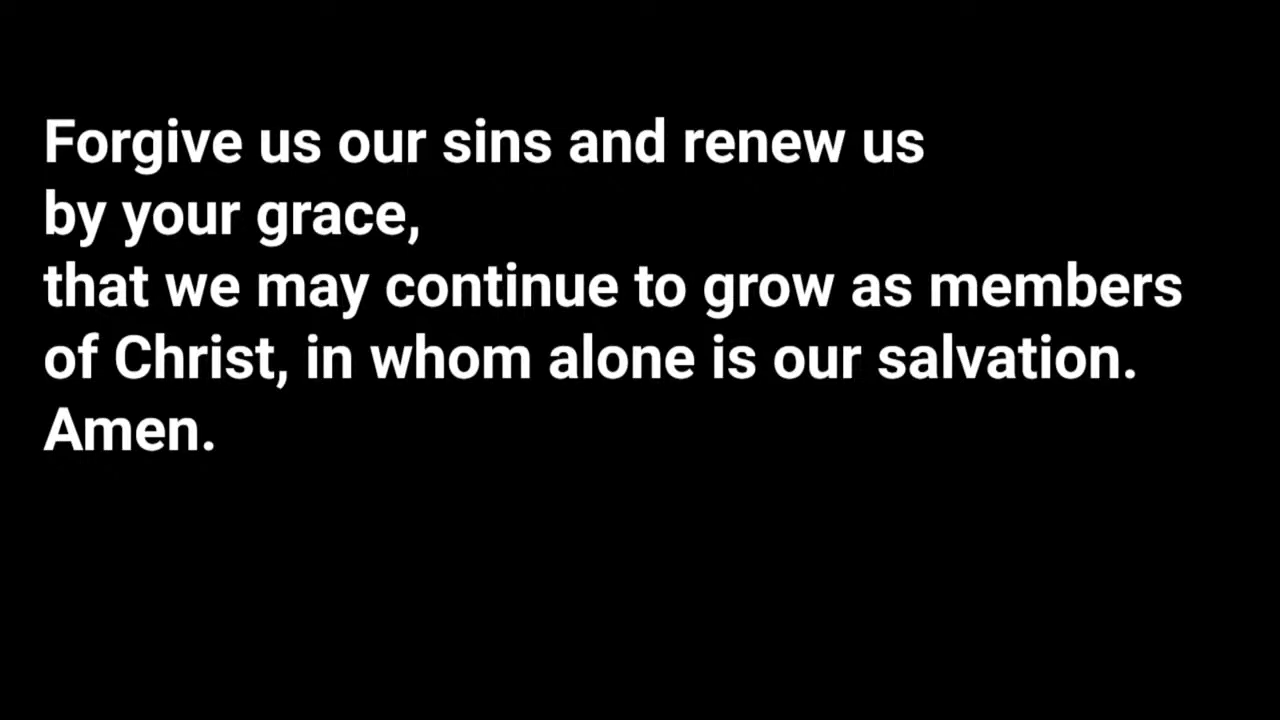 Forgive us our sins and renew us
by your grace,
that we may continue to grow as members
of Christ, in whom alone is our salvation.
Amen.